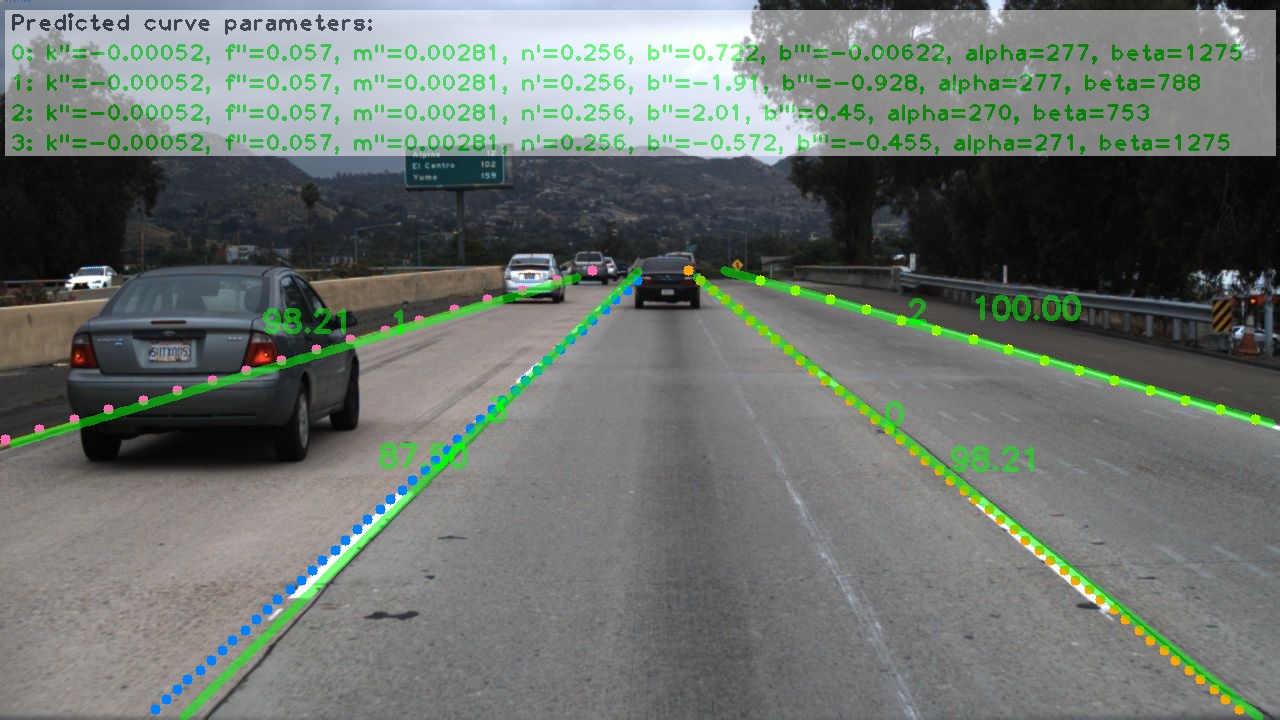 Predicted curve parameters:
0: k''=-0.00052, f''=0.057, m''=0.00281, n'=0.256, b''=0.722, b'''=-0.00622, alpha=277, beta=1275
1: k''=-0.00052, f''=0.057, m''=0.00281, n'=0.256, b''=-1.91, b'''=-0.928, alpha=277, beta=788
2: k''=-0.00052, f''=0.057, m''=0.00281, n'=0.256, b''=2.01, b'''=0.45, alpha=270, beta=753
3: k''=-0.00052, f''=0.057, m''=0.00281, n'=0.256, b''=-0.572, b'''=-0.455, alpha=271, beta=1275
Alpine
El Centro 102
Yuma 159
98.21 1
2 100.00
5UTX005
3
0
87.50
98.21